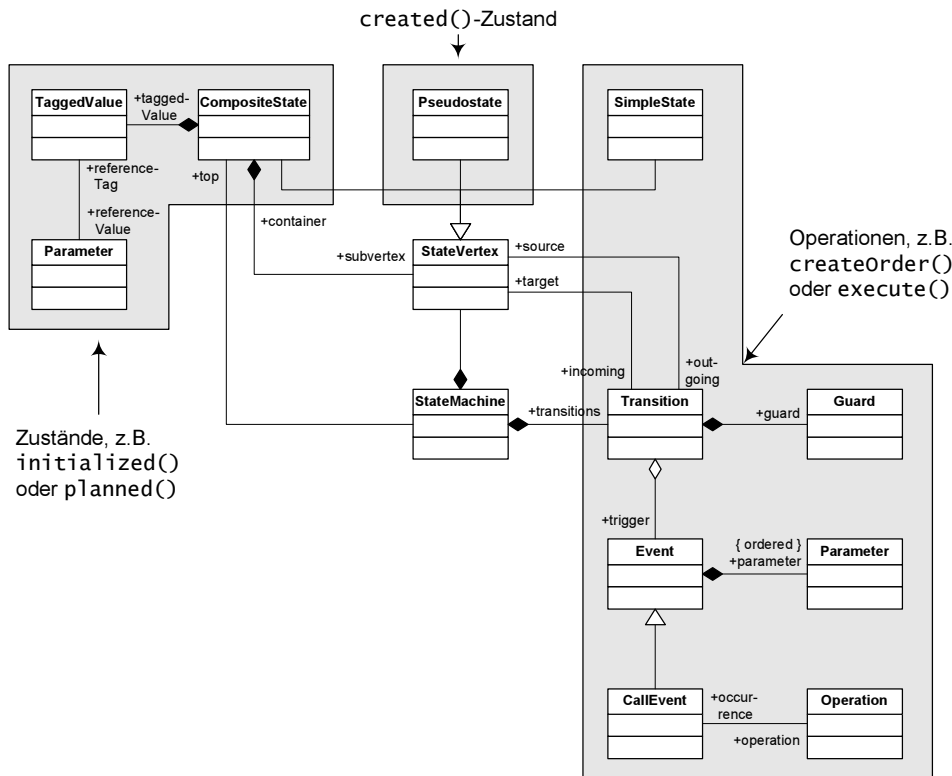 created()-Zustand
TaggedValue
+tagged-
Value
CompositeState
Pseudostate
SimpleState
+reference-
Tag
+top
+reference-
Value
+container
Parameter
+subvertex
StateVertex
+source
+target
Operationen, z.B.
createOrder()
oder execute()
+incoming
+out-
going
StateMachine
+transitions
Transition
+guard
Guard
Zustände, z.B.
initialized()
oder planned()
+trigger
Event
{ ordered }
+parameter
Parameter
CallEvent
+occur-
rence
+operation
Operation